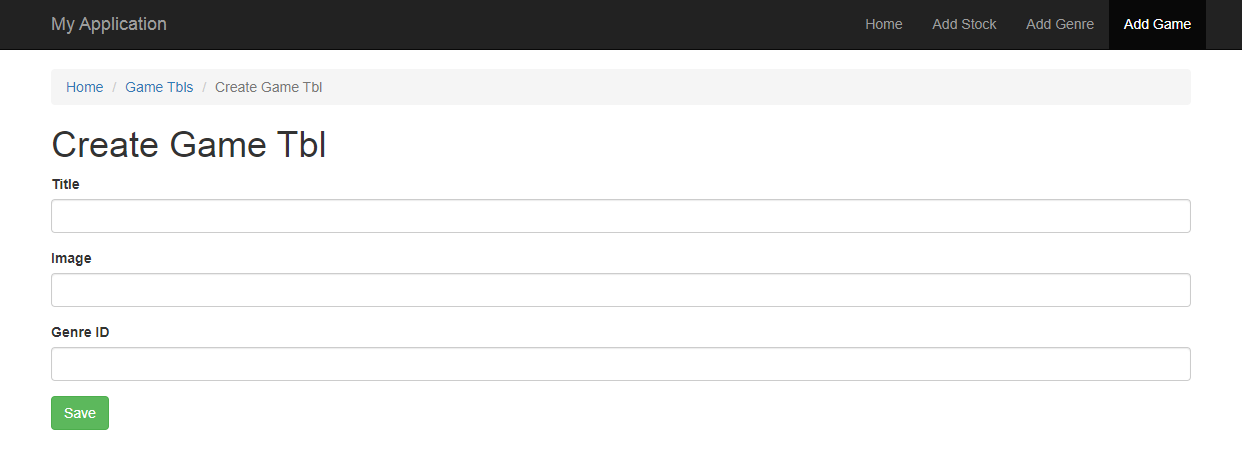 My Application Home Add Stock Add Genre Add Game
Home / Game Tbls / Create Game Tbl
Create Game Tbl
Title
Image
Genre ID
Save